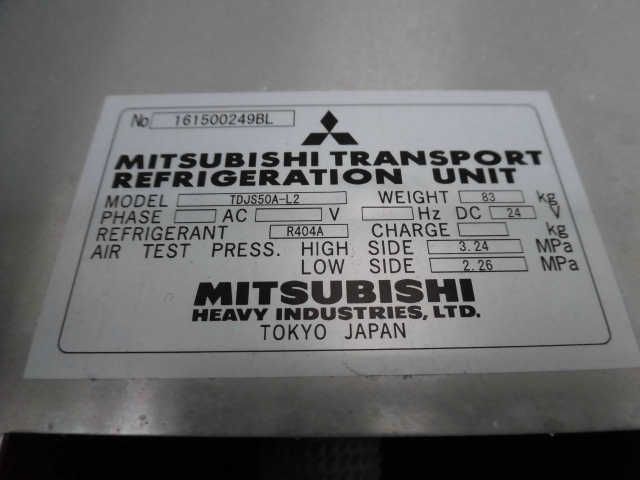 No 161500249BL
MITSUBISHI TRANSPORT
REFRIGERATION UNIT
MODEL TDJS50A-L2 WEIGHT 83 kg
PHASE AC V Hz DC 24 V
REFRIGERANT R404A CHARGE kg
AIR TEST PRESS. HIGH SIDE 3.24 MPa
LOW SIDE 2.26 MPa
MITSUBISHI
HEAVY INDUSTRIES, LTD.
TOKYO JAPAN